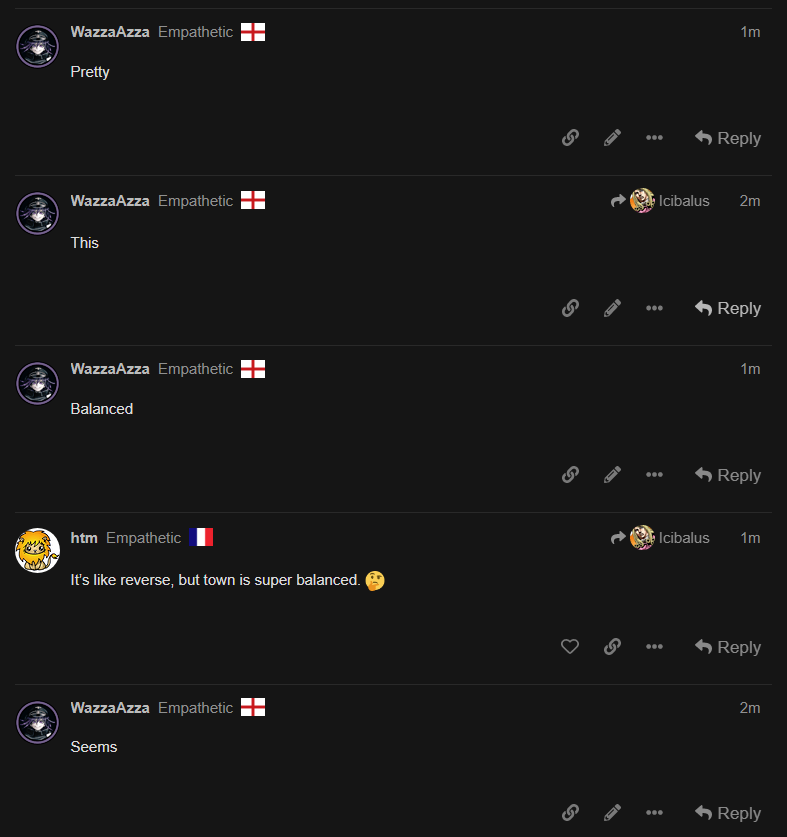 WazzaAzza Empathetic 1m
Pretty
Reply
WazzaAzza Empathetic Icibalus 2m
This
Reply
WazzaAzza Empathetic 1m
Balanced
Reply
htm Empathetic Icibalus 1m
It's like reverse, but town is super balanced. 🤔
Reply
WazzaAzza Empathetic 2m
Seems
Reply